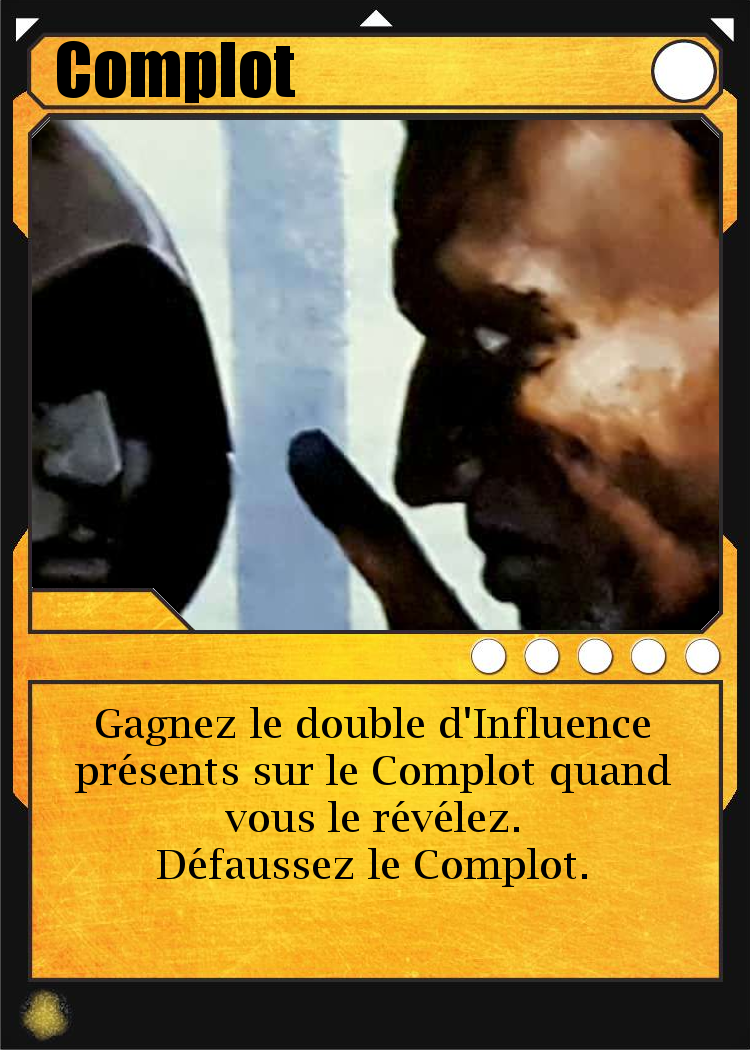 Complot
Gagnez le double d'Influence
présents sur le Complot quand
vous le révélez.
Défaussez le Complot.